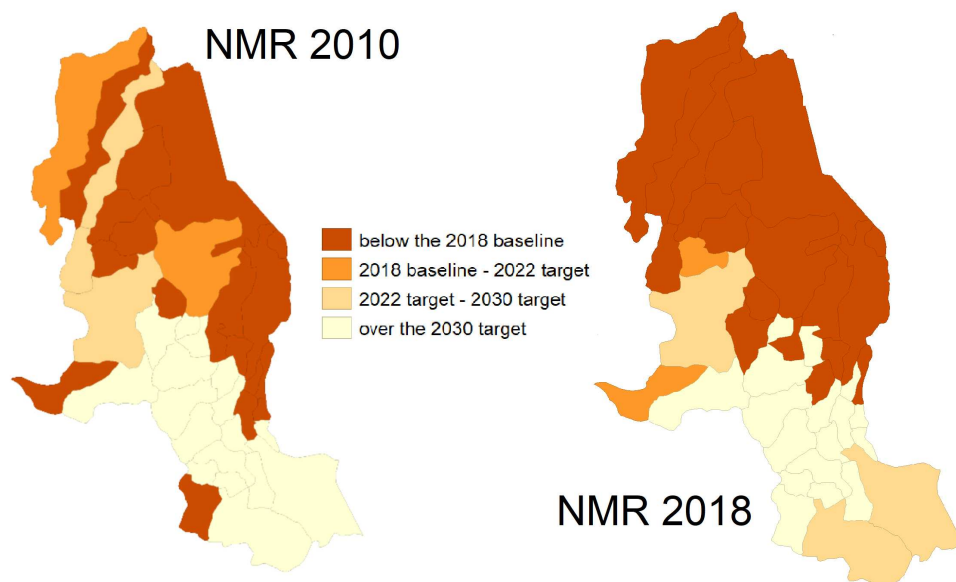 NMR 2010
below the 2018 baseline
2018 baseline - 2022 target
2022 target - 2030 target
over the 2030 target
NMR 2018